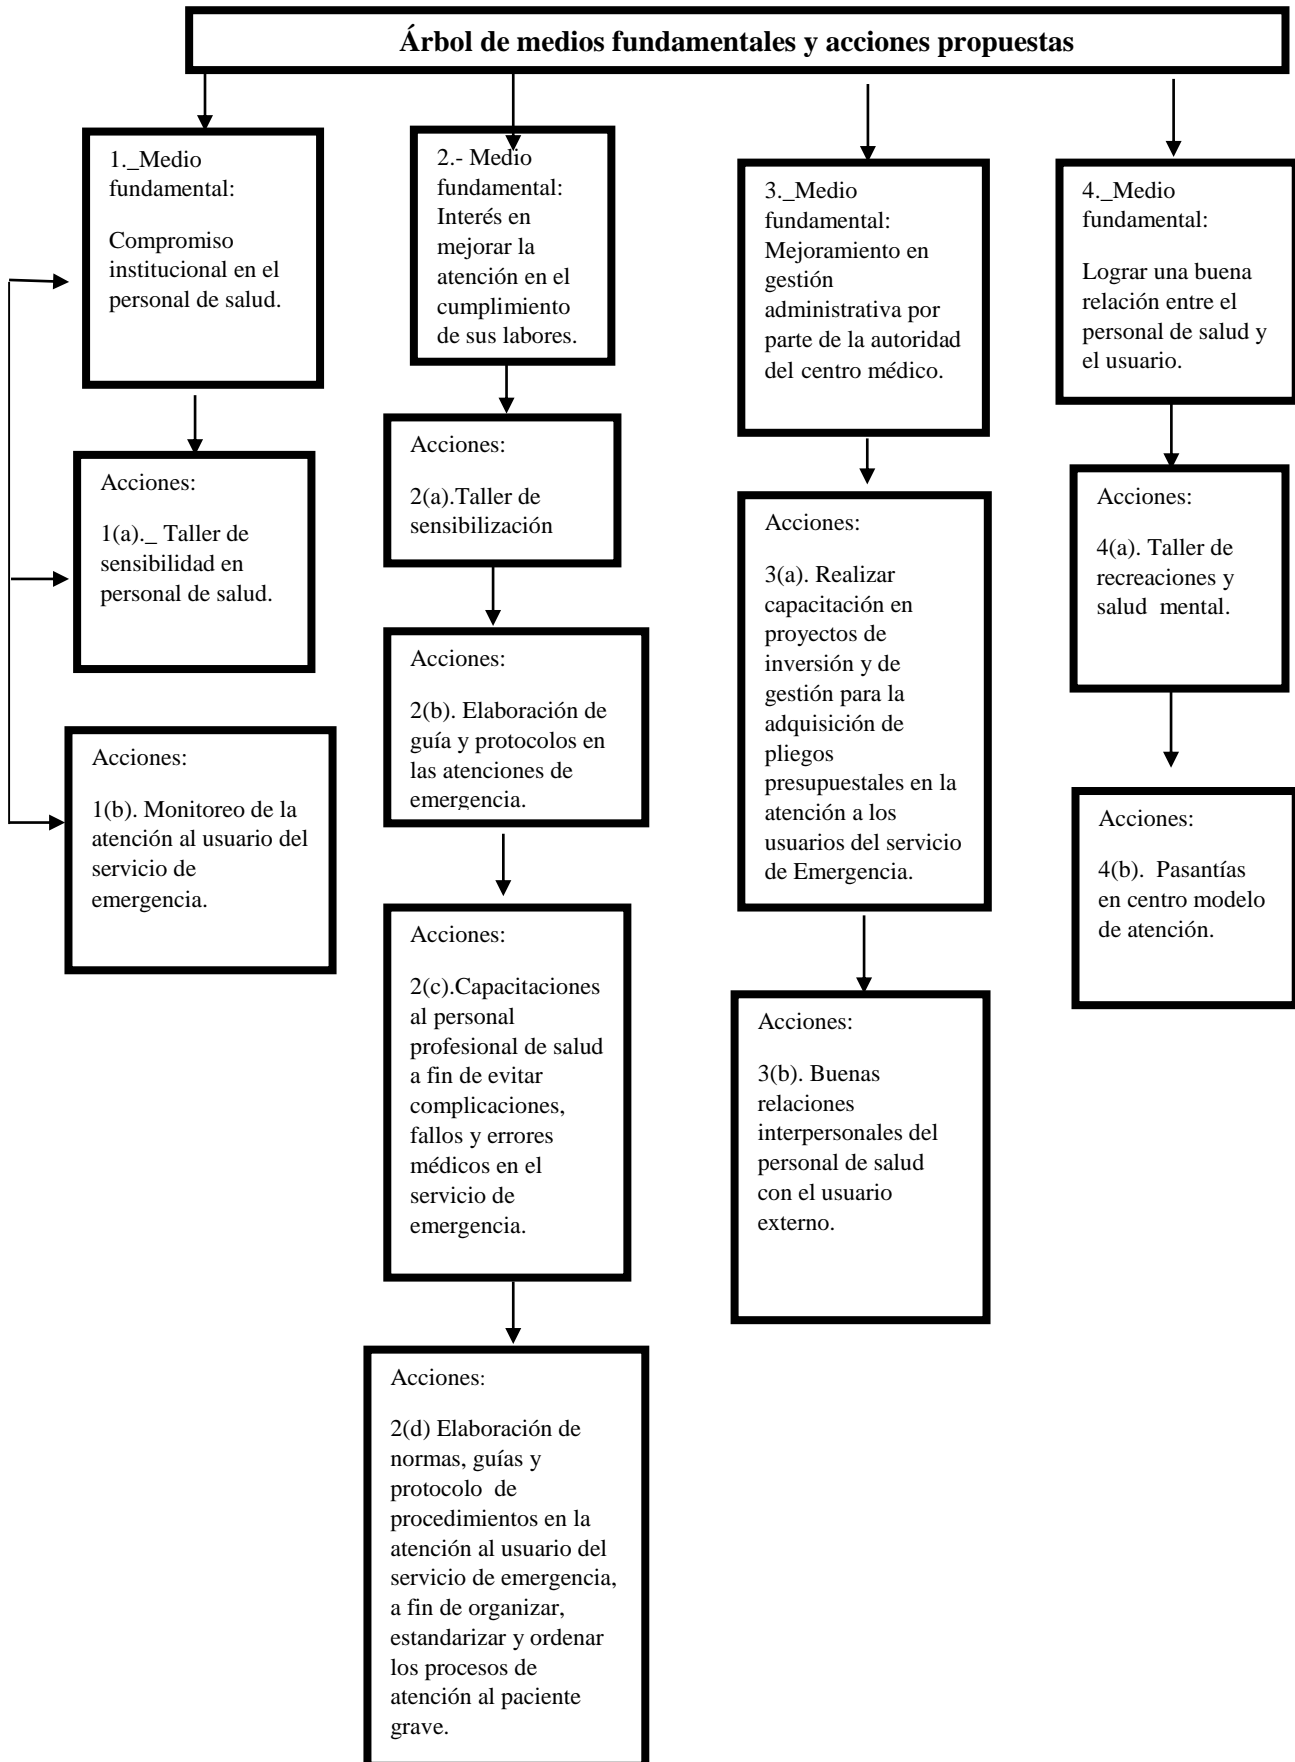 Árbol de medios fundamentales y acciones propuestas
1._Medio
fundamental:
Compromiso
institucional en el
personal de salud.
Acciones:
1(a)._ Taller de
sensibilidad en
personal de salud.
Acciones:
1(b). Monitoreo de la
atención al usuario del
servicio de
emergencia.
2.- Medio
fundamental:
Interés en
mejorar la
atención en el
cumplimiento
de sus labores.
Acciones:
2(a).Taller de
sensibilización
Acciones:
2(b). Elaboración de
guía y protocolos en
las atenciones de
emergencia.
Acciones:
2(c).Capacitaciones
al personal
profesional de salud
a fin de evitar
complicaciones,
fallos y errores
médicos en el
servicio de
emergencia.
Acciones:
2(d) Elaboración de
normas, guías y
protocolo de
procedimientos en la
atención al usuario del
servicio de emergencia,
a fin de organizar,
estandarizar y ordenar
los procesos de
atención al paciente
grave.
3._Medio
fundamental:
Mejoramiento en
gestión
administrativa por
parte de la autoridad
del centro médico.
Acciones:
3(a). Realizar
capacitación en
proyectos de
inversión y de
gestión para la
adquisición de
pliegos
presupuestales en la
atención a los
usuarios del servicio
de Emergencia.
Acciones:
3(b). Buenas
relaciones
interpersonales del
personal de salud
con el usuario
externo.
4._Medio
fundamental:
Lograr una buena
relación entre el
personal de salud y
el usuario.
Acciones:
4(a). Taller de
recreaciones y
salud mental.
Acciones:
4(b). Pasantías
en centro modelo
de atención.